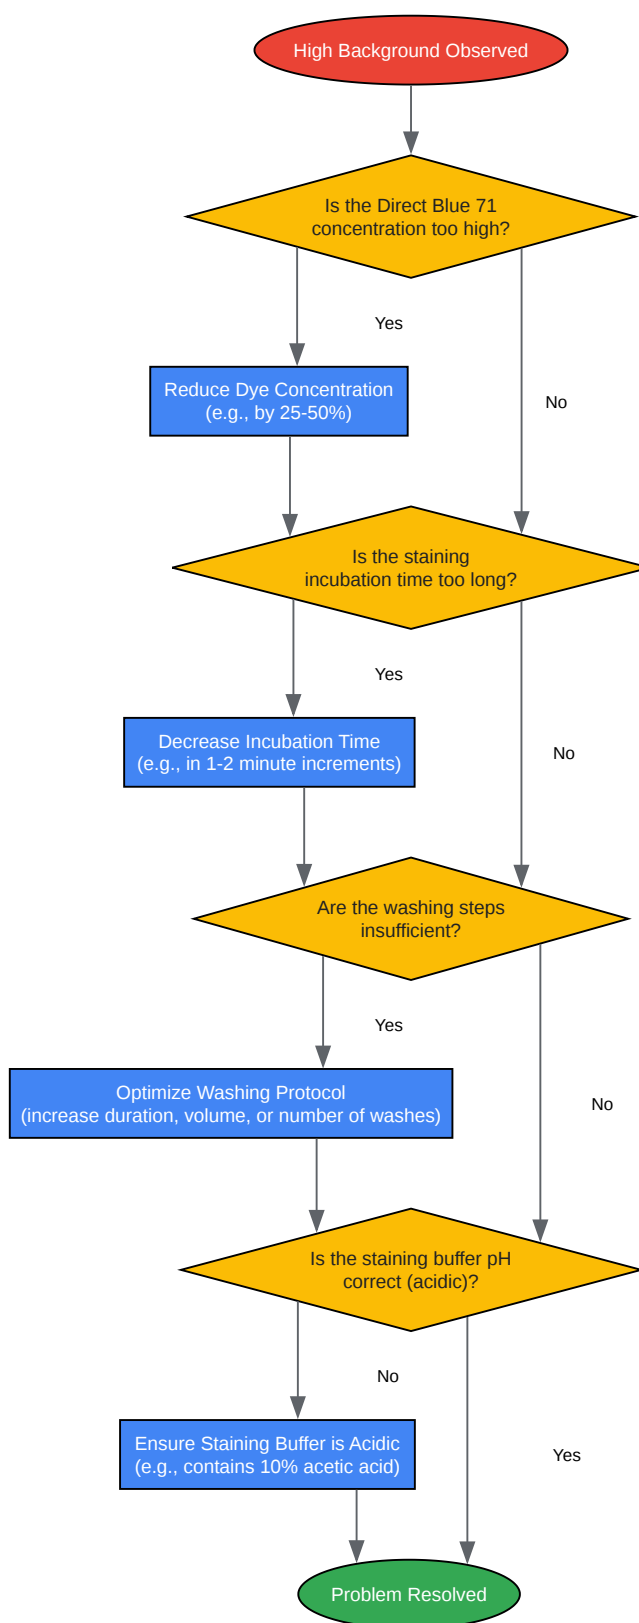 High Background Observed
Is the Direct Blue 71
concentration too high?
Yes
Reduce Dye Concentration
(e.g., by 25-50%)
No
Is the staining
incubation time too long?
Yes
Decrease Incubation Time
(e.g., in 1-2 minute increments)
No
Are the washing steps
insufficient?
Yes
Optimize Washing Protocol
(increase duration, volume, or number of washes)
No
Is the staining buffer pH
correct (acidic)?
No
Ensure Staining Buffer is Acidic
(e.g., contains 10% acetic acid)
Yes
Problem Resolved